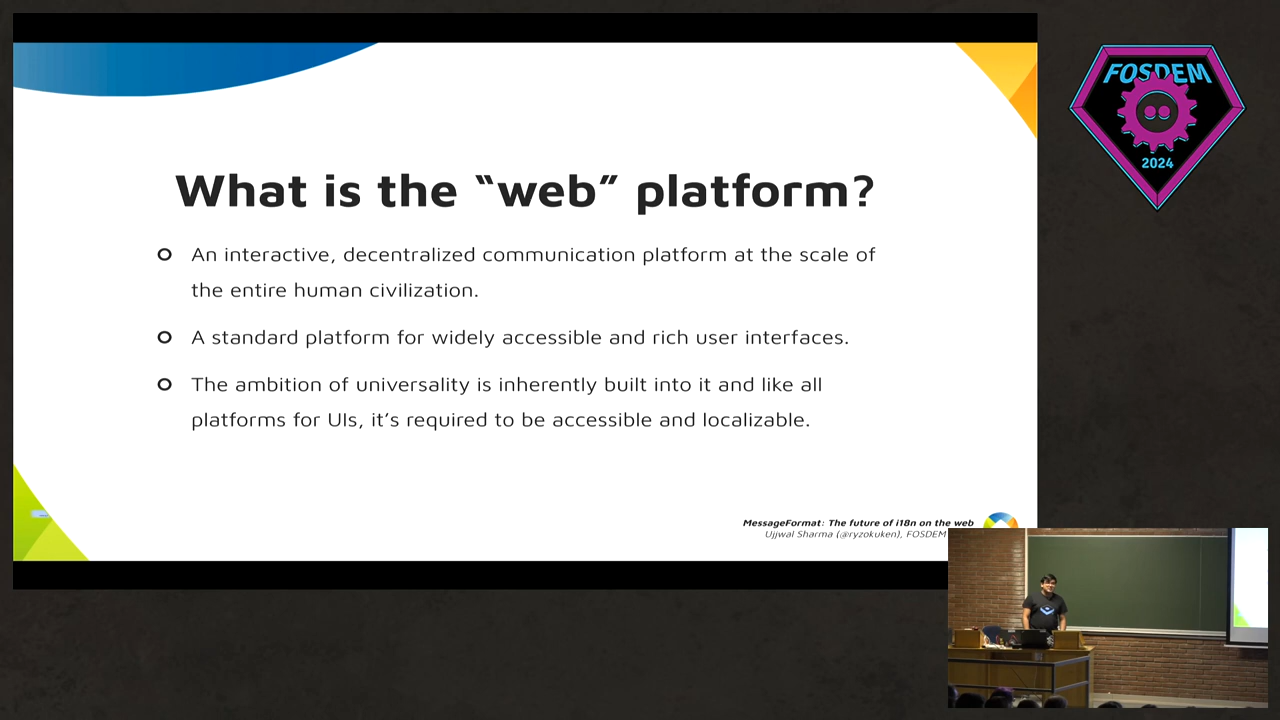 What is the “web” platform?
An interactive, decentralized communication platform at the scale of
the entire human civilization.
A standard platform for widely accessible and rich user interfaces.
The ambition of universality is inherently built into it and like all
platforms for UIs, it’s required to be accessible and localizable.
MessageFormat: The future of i18n on the web
Ujjwal Sharma (@ryzokuken), FOSDEM
FOSDEM
2024